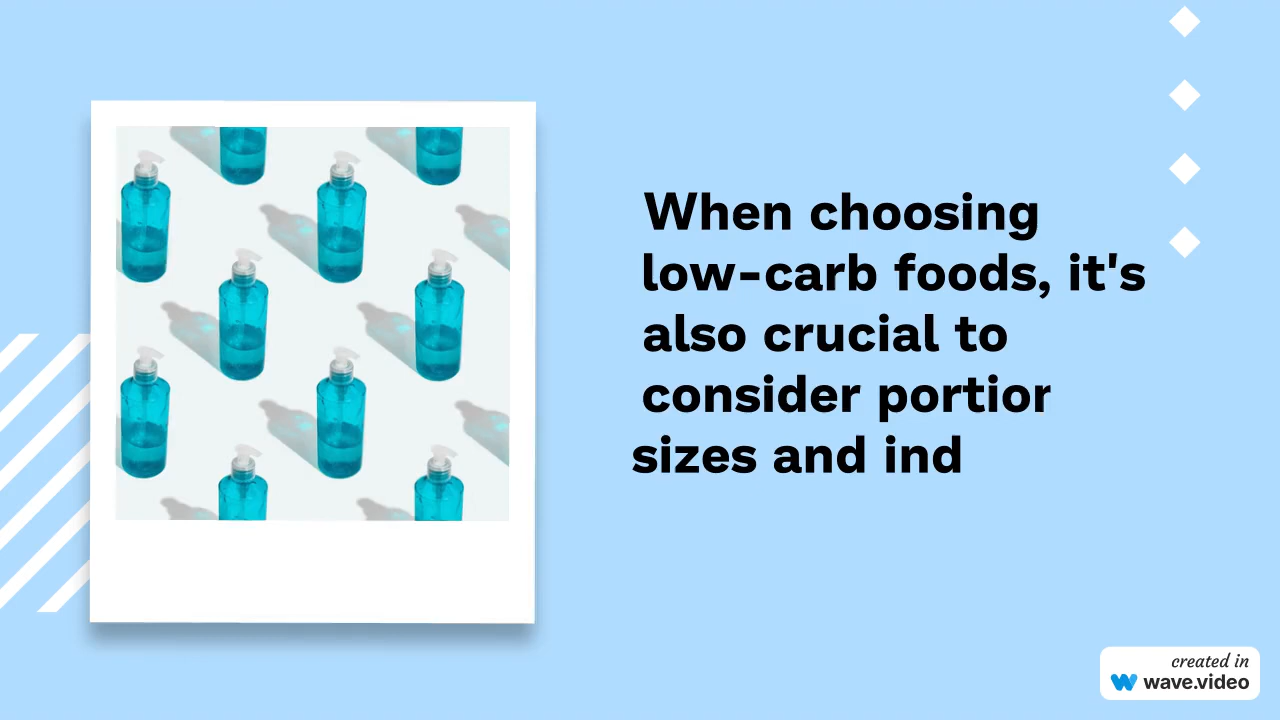 When choosing
low-carb foods, it's
also crucial to
consider portion
sizes and ind
created in
wave.video